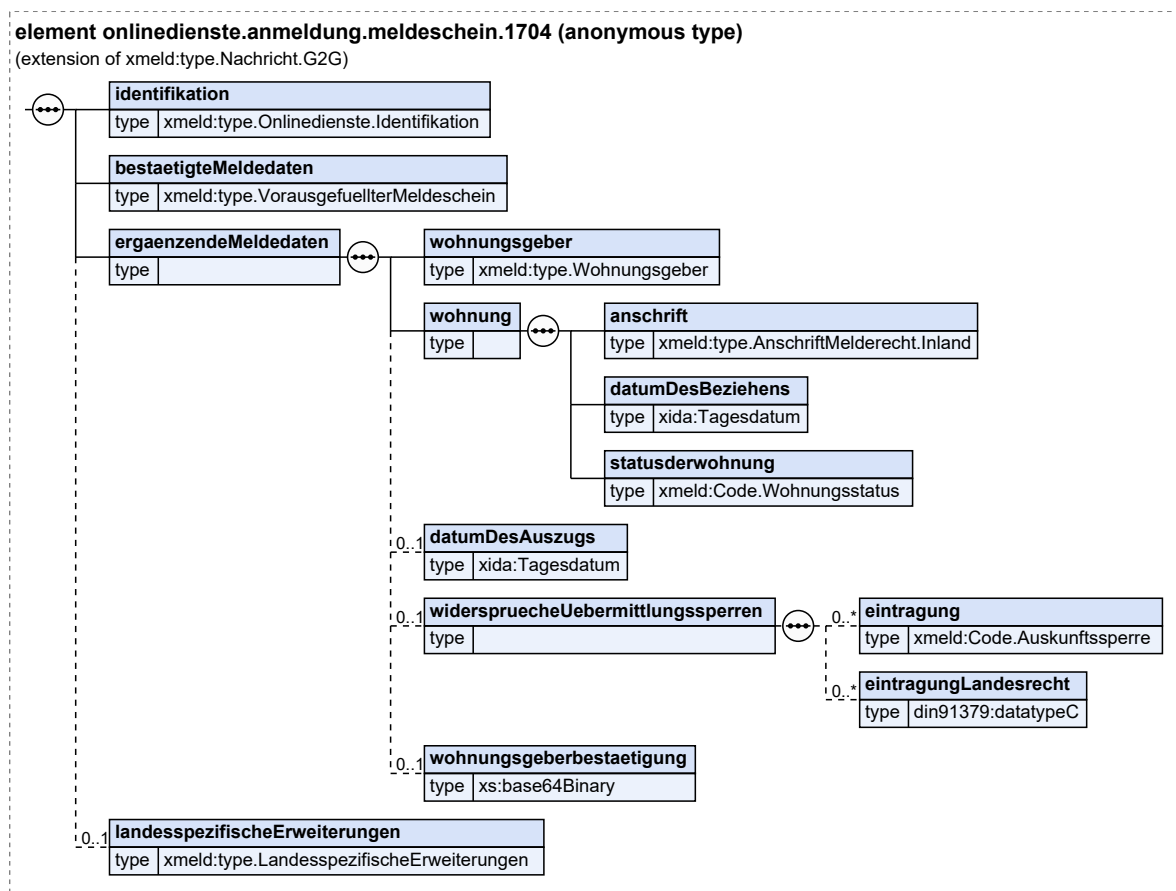 element onlinedienste.anmeldung.meldeschein.1704 (anonymous type)
(extension of xmeld:type.Nachricht.G2G)
identifikation
type xmeld:type.Onlinedienste.Identifikation
bestaetigteMeldedaten
type xmeld:type.VorausgefuellterMeldeschein
ergaenzendeMeldedaten
type
wohnungsgeber
type xmeld:type.Wohnungsgeber
wohnung
type
anschrift
type xmeld:type.AnschriftMelderecht.Inland
datumDesBeziehens
type xida:Tagesdatum
statusderwohnung
type xmeld:Code.Wohnungsstatus
0..1 datumDesAuszugs
type xida:Tagesdatum
0..1 widerspruecheUebermittlungssperren
type
0..* eintragung
type xmeld:Code.Auskunftssperre
0..* eintragungLandesrecht
type din91379:datatypeC
0..1 wohnungsgeberbestaetigung
type xs:base64Binary
0..1 landesspezifischeErweiterungen
type xmeld:type.LandesspezifischeErweiterungen